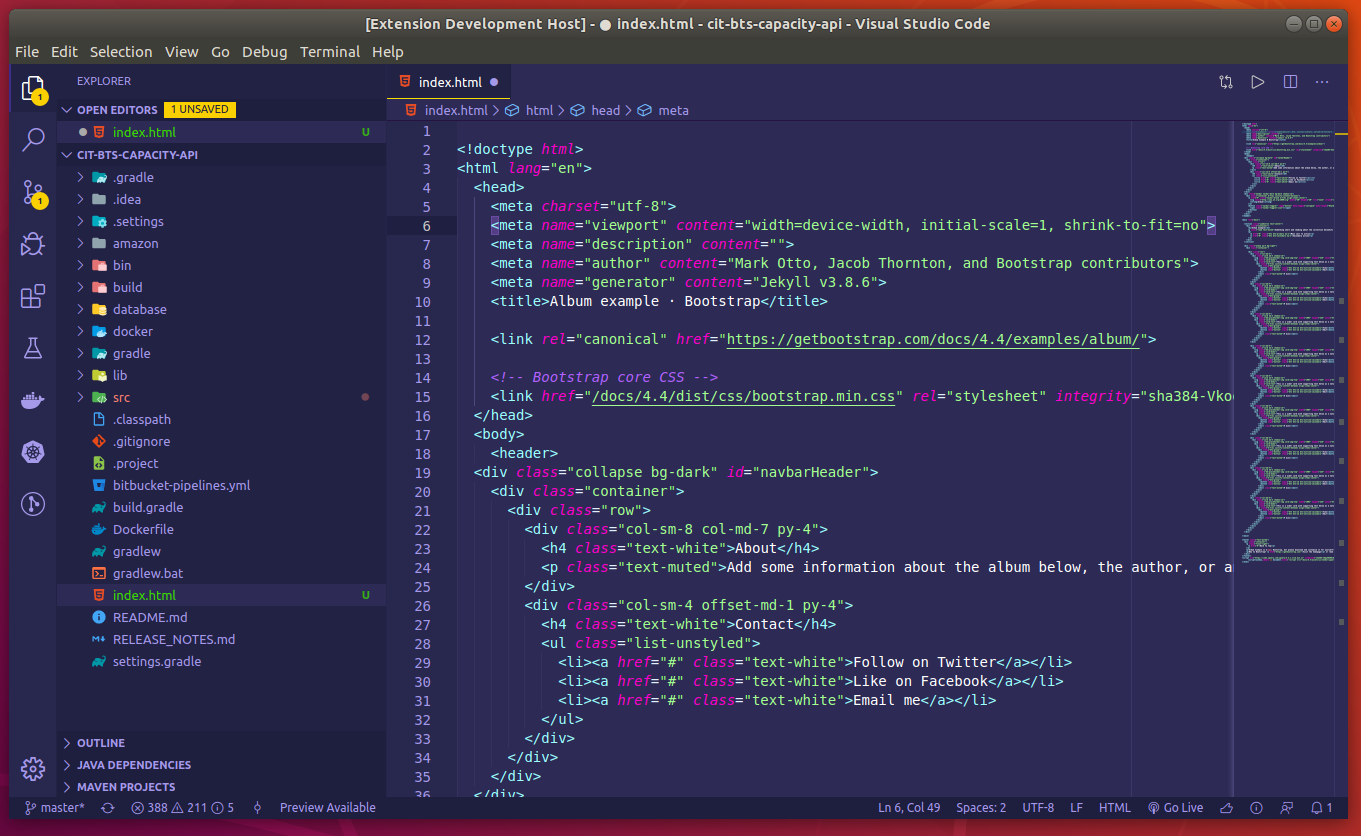 [Extension Development Host] - ● index.html - cit-bts-capacity-api - Visual Studio Code
File Edit Selection View Go Debug Terminal Help
EXPLORER
OPEN EDITORS 1 UNSAVED
index.html U
CIT-BTS-CAPACITY-API
.gradle
.idea
.settings
amazon
bin
build
database
docker
gradle
lib
src
.classpath
.gitignore
.project
bitbucket-pipelines.yml
build.gradle
Dockerfile
gradlew
gradlew.bat
index.html U
README.md
RELEASE_NOTES.md
settings.gradle
OUTLINE
JAVA DEPENDENCIES
MAVEN PROJECTS
1
1
index.html
index.html > html > head > meta
1
2 <!doctype html>
3 <html lang="en">
4 <head>
5 <meta charset="utf-8">
6 <meta name="viewport" content="width=device-width, initial-scale=1, shrink-to-fit=no">
7 <meta name="description" content="">
8 <meta name="author" content="Mark Otto, Jacob Thornton, and Bootstrap contributors">
9 <meta name="generator" content="Jekyll v3.8.6">
10 <title>Album example · Bootstrap</title>
11
12 <link rel="canonical" href="https://getbootstrap.com/docs/4.4/examples/album/">
13
14 <!-- Bootstrap core CSS -->
15 <link href="/docs/4.4/dist/css/bootstrap.min.css" rel="stylesheet" integrity="sha384-Vko
16 </head>
17 <body>
18 <header>
19 <div class="collapse bg-dark" id="navbarHeader">
20 <div class="container">
21 <div class="row">
22 <div class="col-sm-8 col-md-7 py-4">
23 <h4 class="text-white">About</h4>
24 <p class="text-muted">Add some information about the album below, the author, or a
25 </div>
26 <div class="col-sm-4 offset-md-1 py-4">
27 <h4 class="text-white">Contact</h4>
28 <ul class="list-unstyled">
29 <li><a href="#" class="text-white">Follow on Twitter</a></li>
30 <li><a href="#" class="text-white">Like on Facebook</a></li>
31 <li><a href="#" class="text-white">Email me</a></li>
32 </ul>
33 </div>
34 </div>
35 </div>
36 </div>
master* 388 211 5 Preview Available Ln 6, Col 49 Spaces: 2 UTF-8 LF HTML Go Live 1